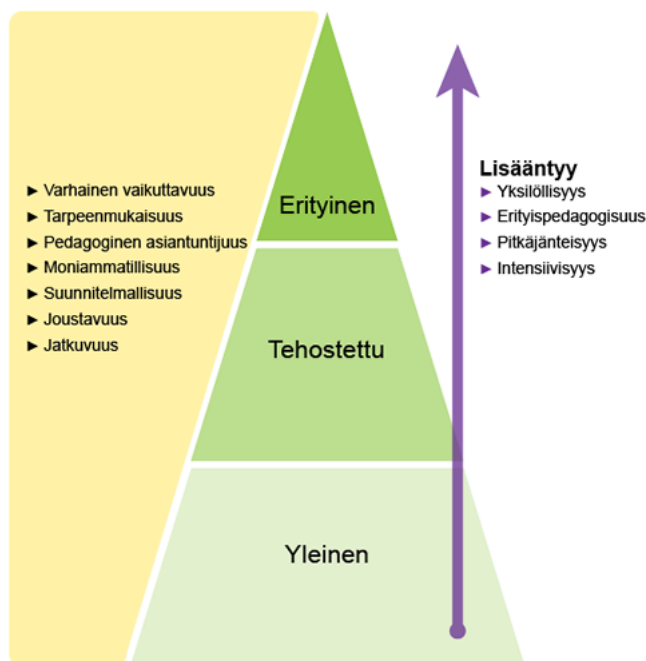 ► Varhainen vaikuttavuus
► Tarpeenmukaisuus
► Pedagoginen asiantuntijuus
► Moniammatillisuus
► Suunnitelmallisuus
► Joustavuus
► Jatkuvuus
Erityinen
Tehostettu
Yleinen
Lisääntyy
► Yksilöllisyys
► Erityispedagogisuus
► Pitkäjänteisyys
► Intensiivisyys